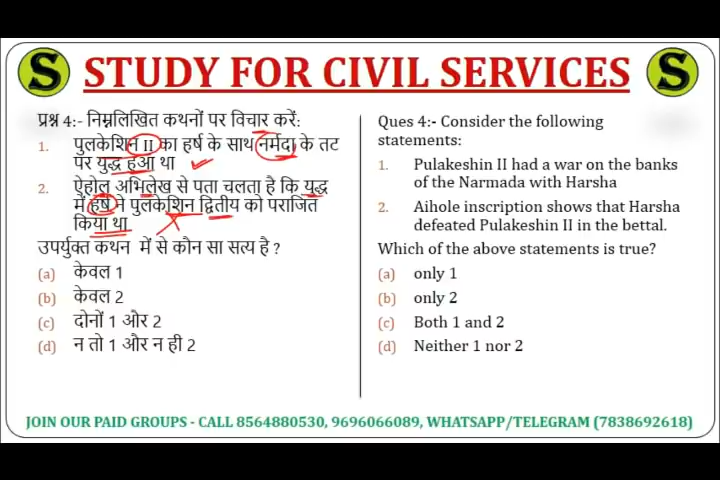 S
STUDY FOR CIVIL SERVICES
S
प्रश्न 4:- निम्नलिखित कथनों पर विचार करें:
1. पुलकेशिन II का हर्ष के साथ नर्मदा के तट
पर युद्ध हुआ था
2. ऐहोल अभिलेख से पता चलता है कि युद्ध
में हर्ष ने पुलकेशिन द्वितीय को पराजित
किया था
उपर्युक्त कथन में से कौन सा सत्य है ?
(a) केवल 1
(b) केवल 2
(c) दोनों 1 और 2
(d) न तो 1 और न ही 2
Ques 4:- Consider the following
statements:
1. Pulakeshin II had a war on the banks
of the Narmada with Harsha
2. Aihole inscription shows that Harsha
defeated Pulakeshin II in the bettal.
Which of the above statements is true?
(a) only 1
(b) only 2
(c) Both 1 and 2
(d) Neither 1 nor 2
JOIN OUR PAID GROUPS - CALL 8564880530, 9696066089, WHATSAPP/TELEGRAM (7838692618)